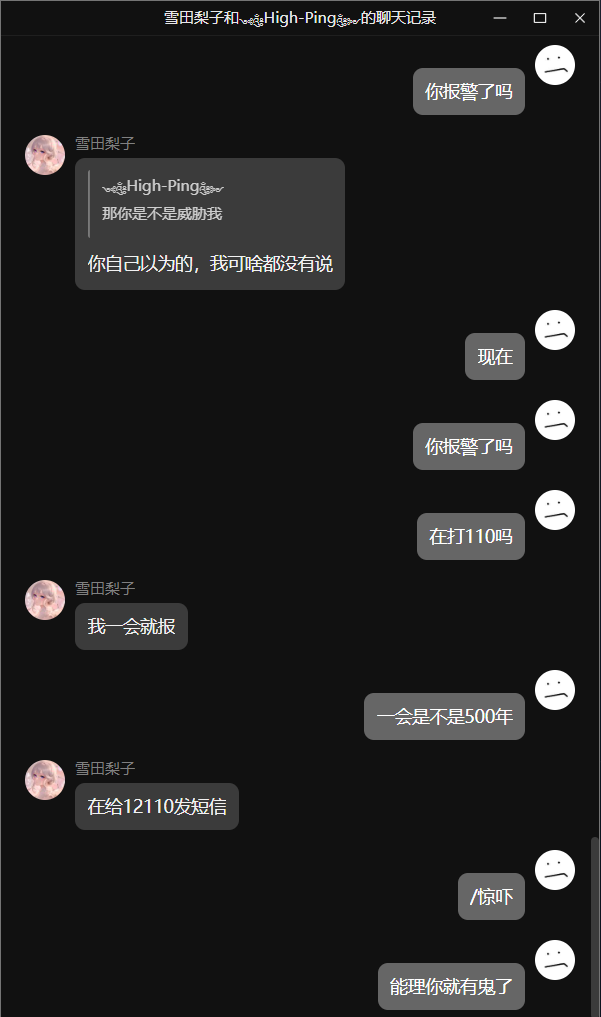 雪田梨子和࿐ཉི།High-Ping།ཉྀ࿐的聊天记录
你报警了吗
雪田梨子
High-Ping
那你是不是威胁我
你自己以为的，我可啥都没有说
现在
你报警了吗
在打110吗
雪田梨子
我一会就报
一会是不是500年
雪田梨子
在给12110发短信
/惊吓
能理你就有鬼了